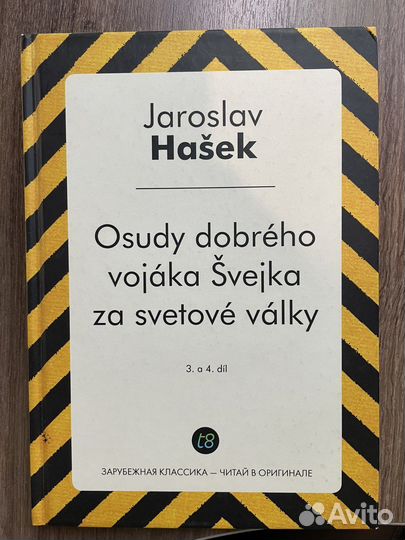 Jaroslav
Hašek
Osudy dobrého
vojáka Švejka
za svetové války
3. a 4. díl
t8
ЗАРУБЕЖНАЯ КЛАССИКА — ЧИТАЙ В ОРИГИНАЛЕ
Avito